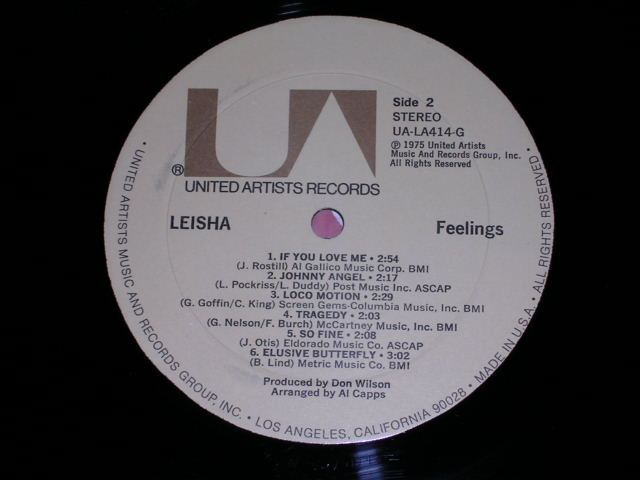 UA
Side 2
STEREO
UA-LA414-G
℗ 1975 United Artists
Music And Records Group, Inc.
All Rights Reserved
®
UNITED ARTISTS RECORDS
LEISHA
Feelings
1. IF YOU LOVE ME • 2:54
(J. Rostill) Al Gallico Music Corp. BMI
2. JOHNNY ANGEL • 2:17
(L. Pockriss/L. Duddy) Post Music Inc. ASCAP
3. LOCO MOTION • 2:29
(G. Goffin/C. King) Screen Gems-Columbia Music, Inc. BMI
4. TRAGEDY • 2:03
(G. Nelson/F. Burch) McCartney Music, Inc. BMI
5. SO FINE • 2:08
(J. Otis) Eldorado Music Co. ASCAP
6. ELUSIVE BUTTERFLY • 3:02
(B. Lind) Metric Music Co. BMI
Produced by Don Wilson
Arranged by Al Capps
• UNITED ARTISTS MUSIC AND RECORDS GROUP, INC. • LOS ANGELES, CALIFORNIA 90028 • MADE IN U.S.A. • ALL RIGHTS RESERVED.